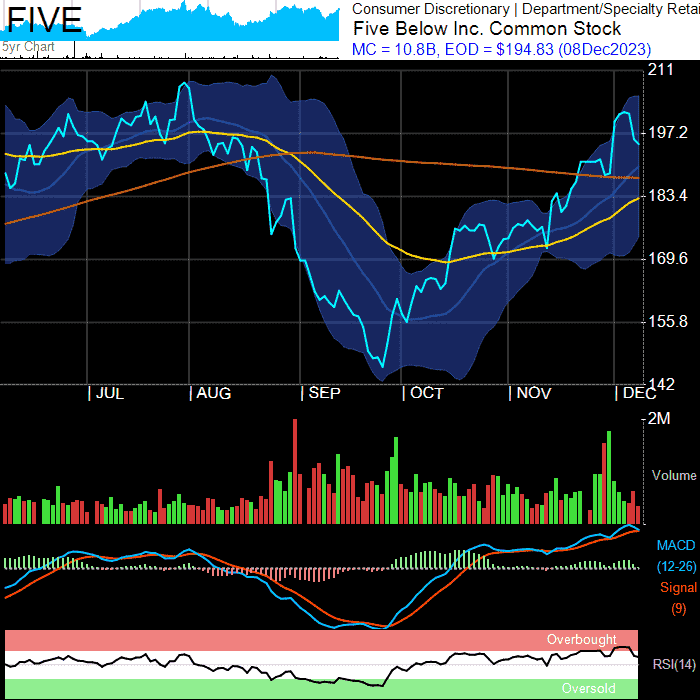 FIVE
5yr Chart
Consumer Discretionary | Department/Specialty Retai
Five Below Inc. Common Stock
MC = 10.8B, EOD = $194.83 (08Dec2023)
211
197.2
183.4
169.6
155.8
142
| JUL | AUG | SEP | OCT | NOV | DEC
2M
Volume
MACD
(12-26)
Signal
(9)
Overbought
RSI(14)
Oversold